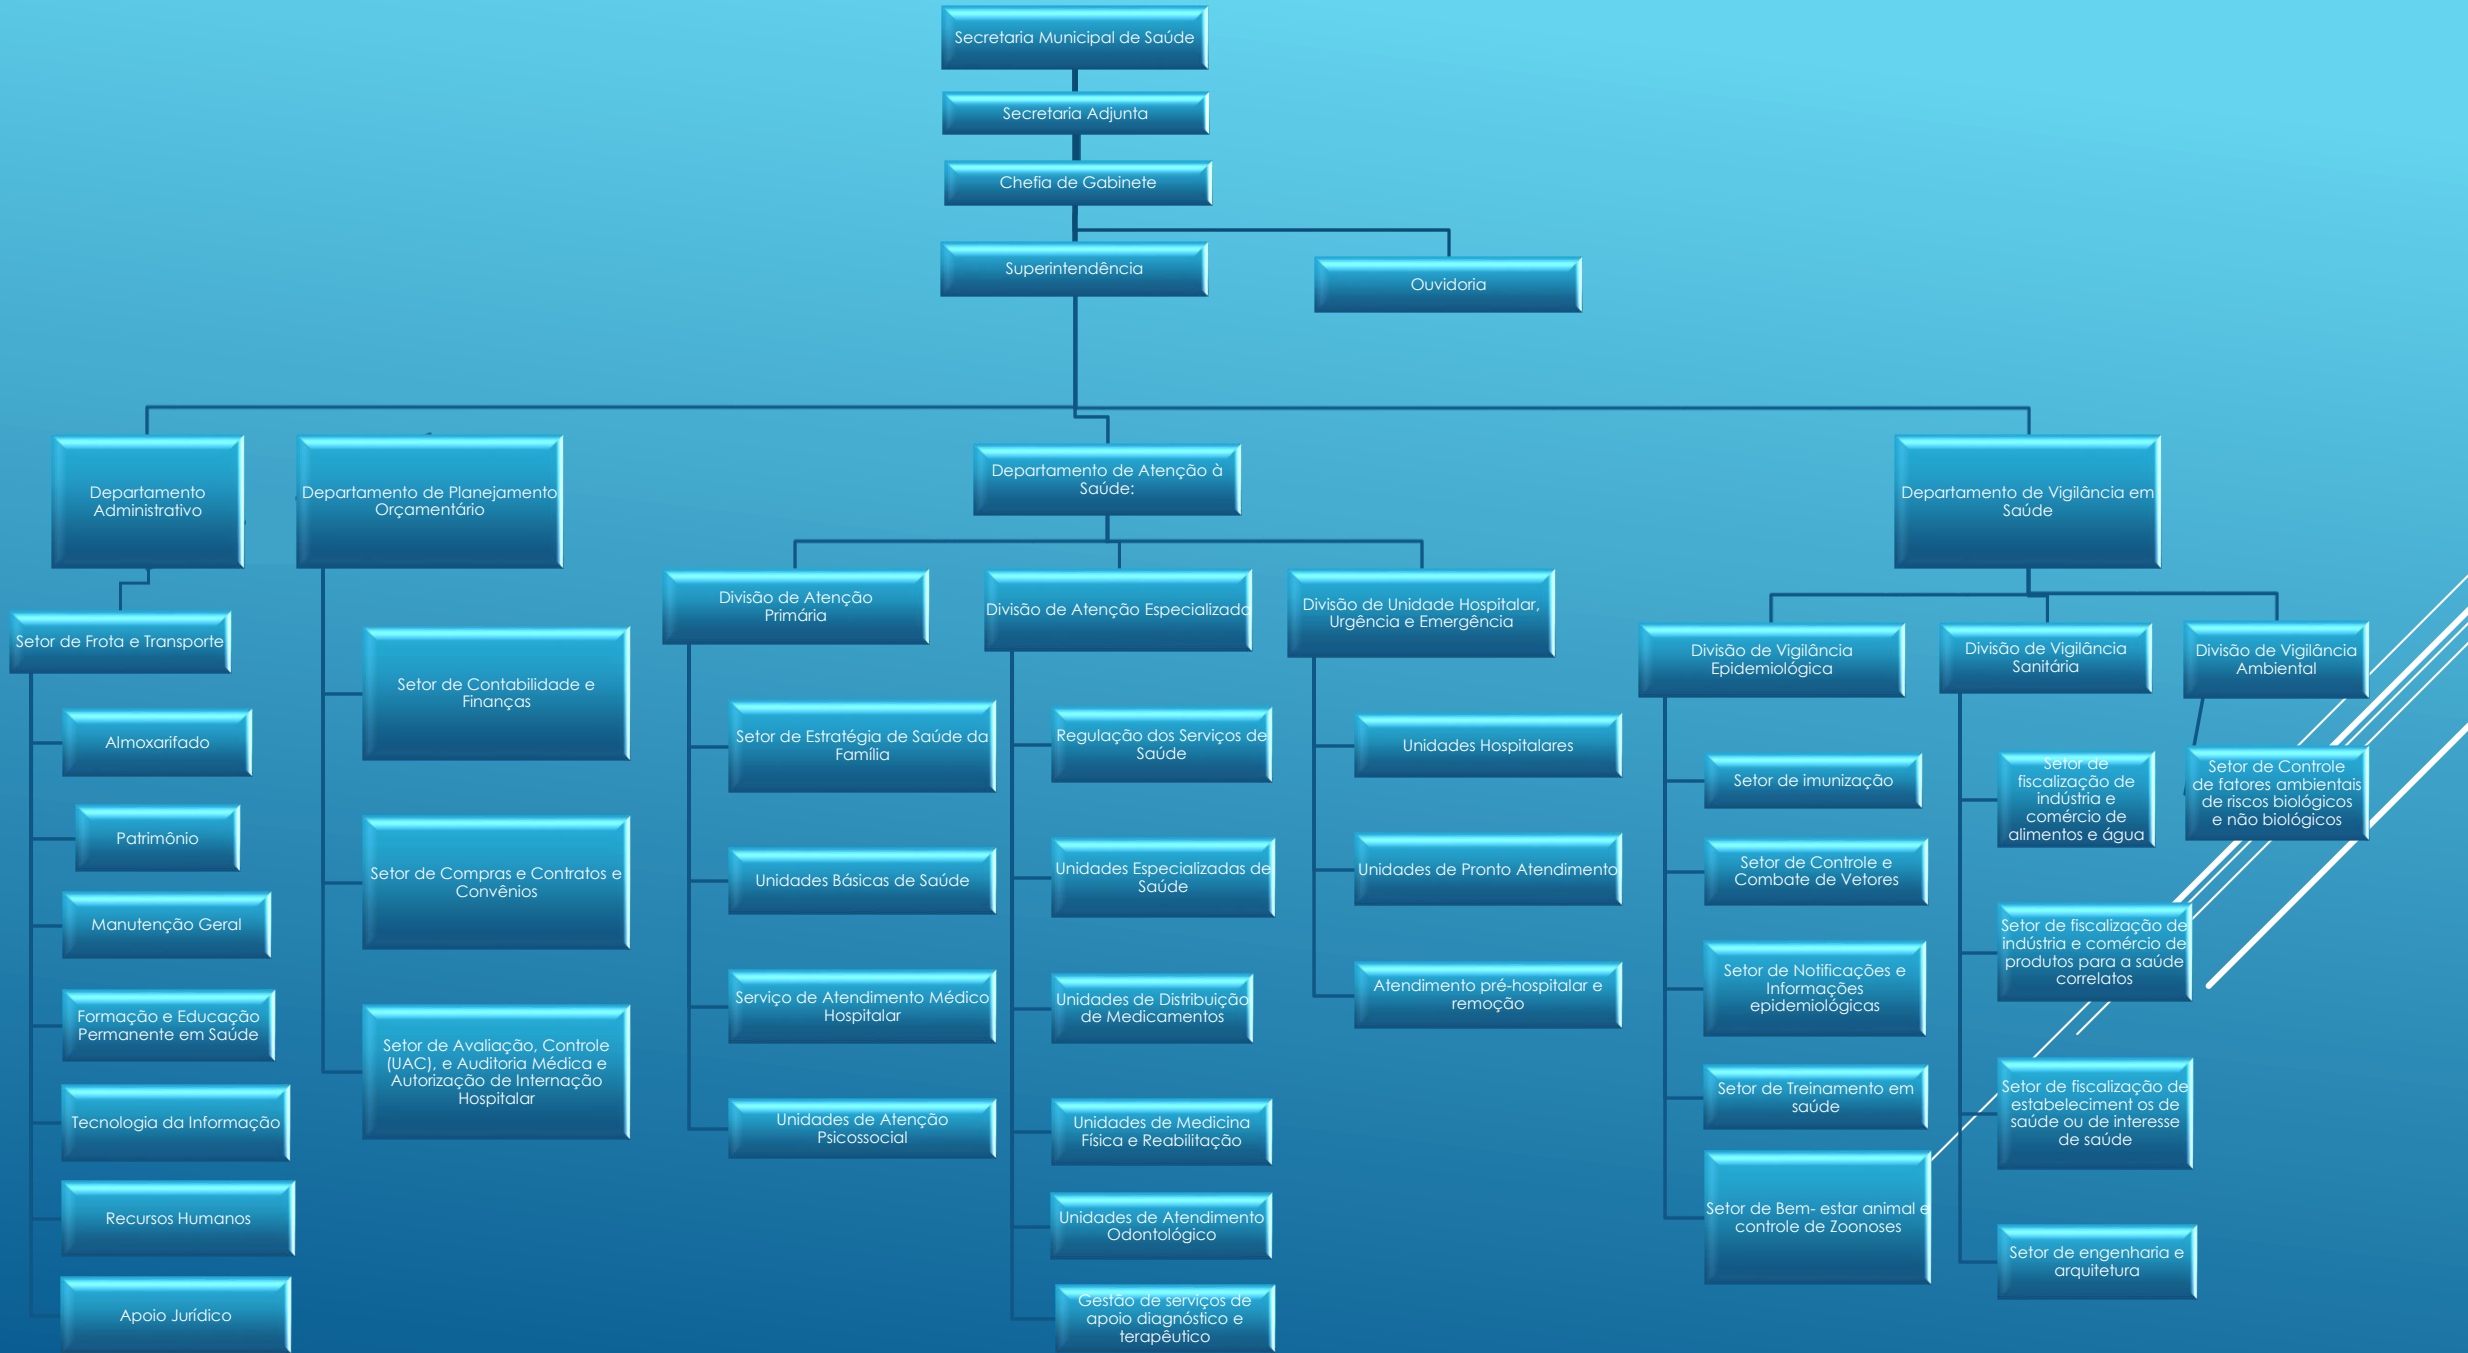 Secretaria Municipal de Saúde
Secretaria Adjunta
Chefia de Gabinete
Superintendência
Ouvidoria
Departamento
Administrativo
Setor de Frota e Transporte
Almoxarifado
Patrimônio
Manutenção Geral
Formação e Educação
Permanente em Saúde
Tecnologia da Informação
Recursos Humanos
Apoio Jurídico
Departamento de Planejamento
Orçamentário
Setor de Contabilidade e
Finanças
Setor de Compras e Contratos e
Convênios
Setor de Avaliação, Controle
(UAC), e Auditoria Médica e
Autorização de Internação
Hospitalar
Departamento de Atenção à
Saúde:
Divisão de Atenção
Primária
Setor de Estratégia de Saúde da
Família
Unidades Básicas de Saúde
Serviço de Atendimento Médico
Hospitalar
Unidades de Atenção
Psicossocial
Divisão de Atenção Especializada
Regulação dos Serviços de
Saúde
Unidades Especializadas de
Saúde
Unidades de Distribuição
de Medicamentos
Unidades de Medicina
Física e Reabilitação
Unidades de Atendimento
Odontológico
Gestão de serviços de
apoio diagnóstico e
terapêutico
Divisão de Unidade Hospitalar,
Urgência e Emergência
Unidades Hospitalares
Unidades de Pronto Atendimento
Atendimento pré-hospitalar e
remoção
Departamento de Vigilância em
Saúde
Divisão de Vigilância
Epidemiológica
Setor de imunização
Setor de Controle e
Combate de Vetores
Setor de Notificações e
Informações
epidemiológicas
Setor de Treinamento em
saúde
Setor de Bem- estar animal e
controle de Zoonoses
Divisão de Vigilância
Sanitária
Setor de
fiscalização de
indústria e
comércio de
alimentos e água
Setor de fiscalização de
indústria e comércio de
produtos para a saúde
correlatos
Setor de fiscalização de
estabeleciment os de
saúde ou de interesse
de saúde
Setor de engenharia e
arquitetura
Divisão de Vigilância
Ambiental
Setor de Controle
de fatores ambientais
de riscos biológicos
e não biológicos